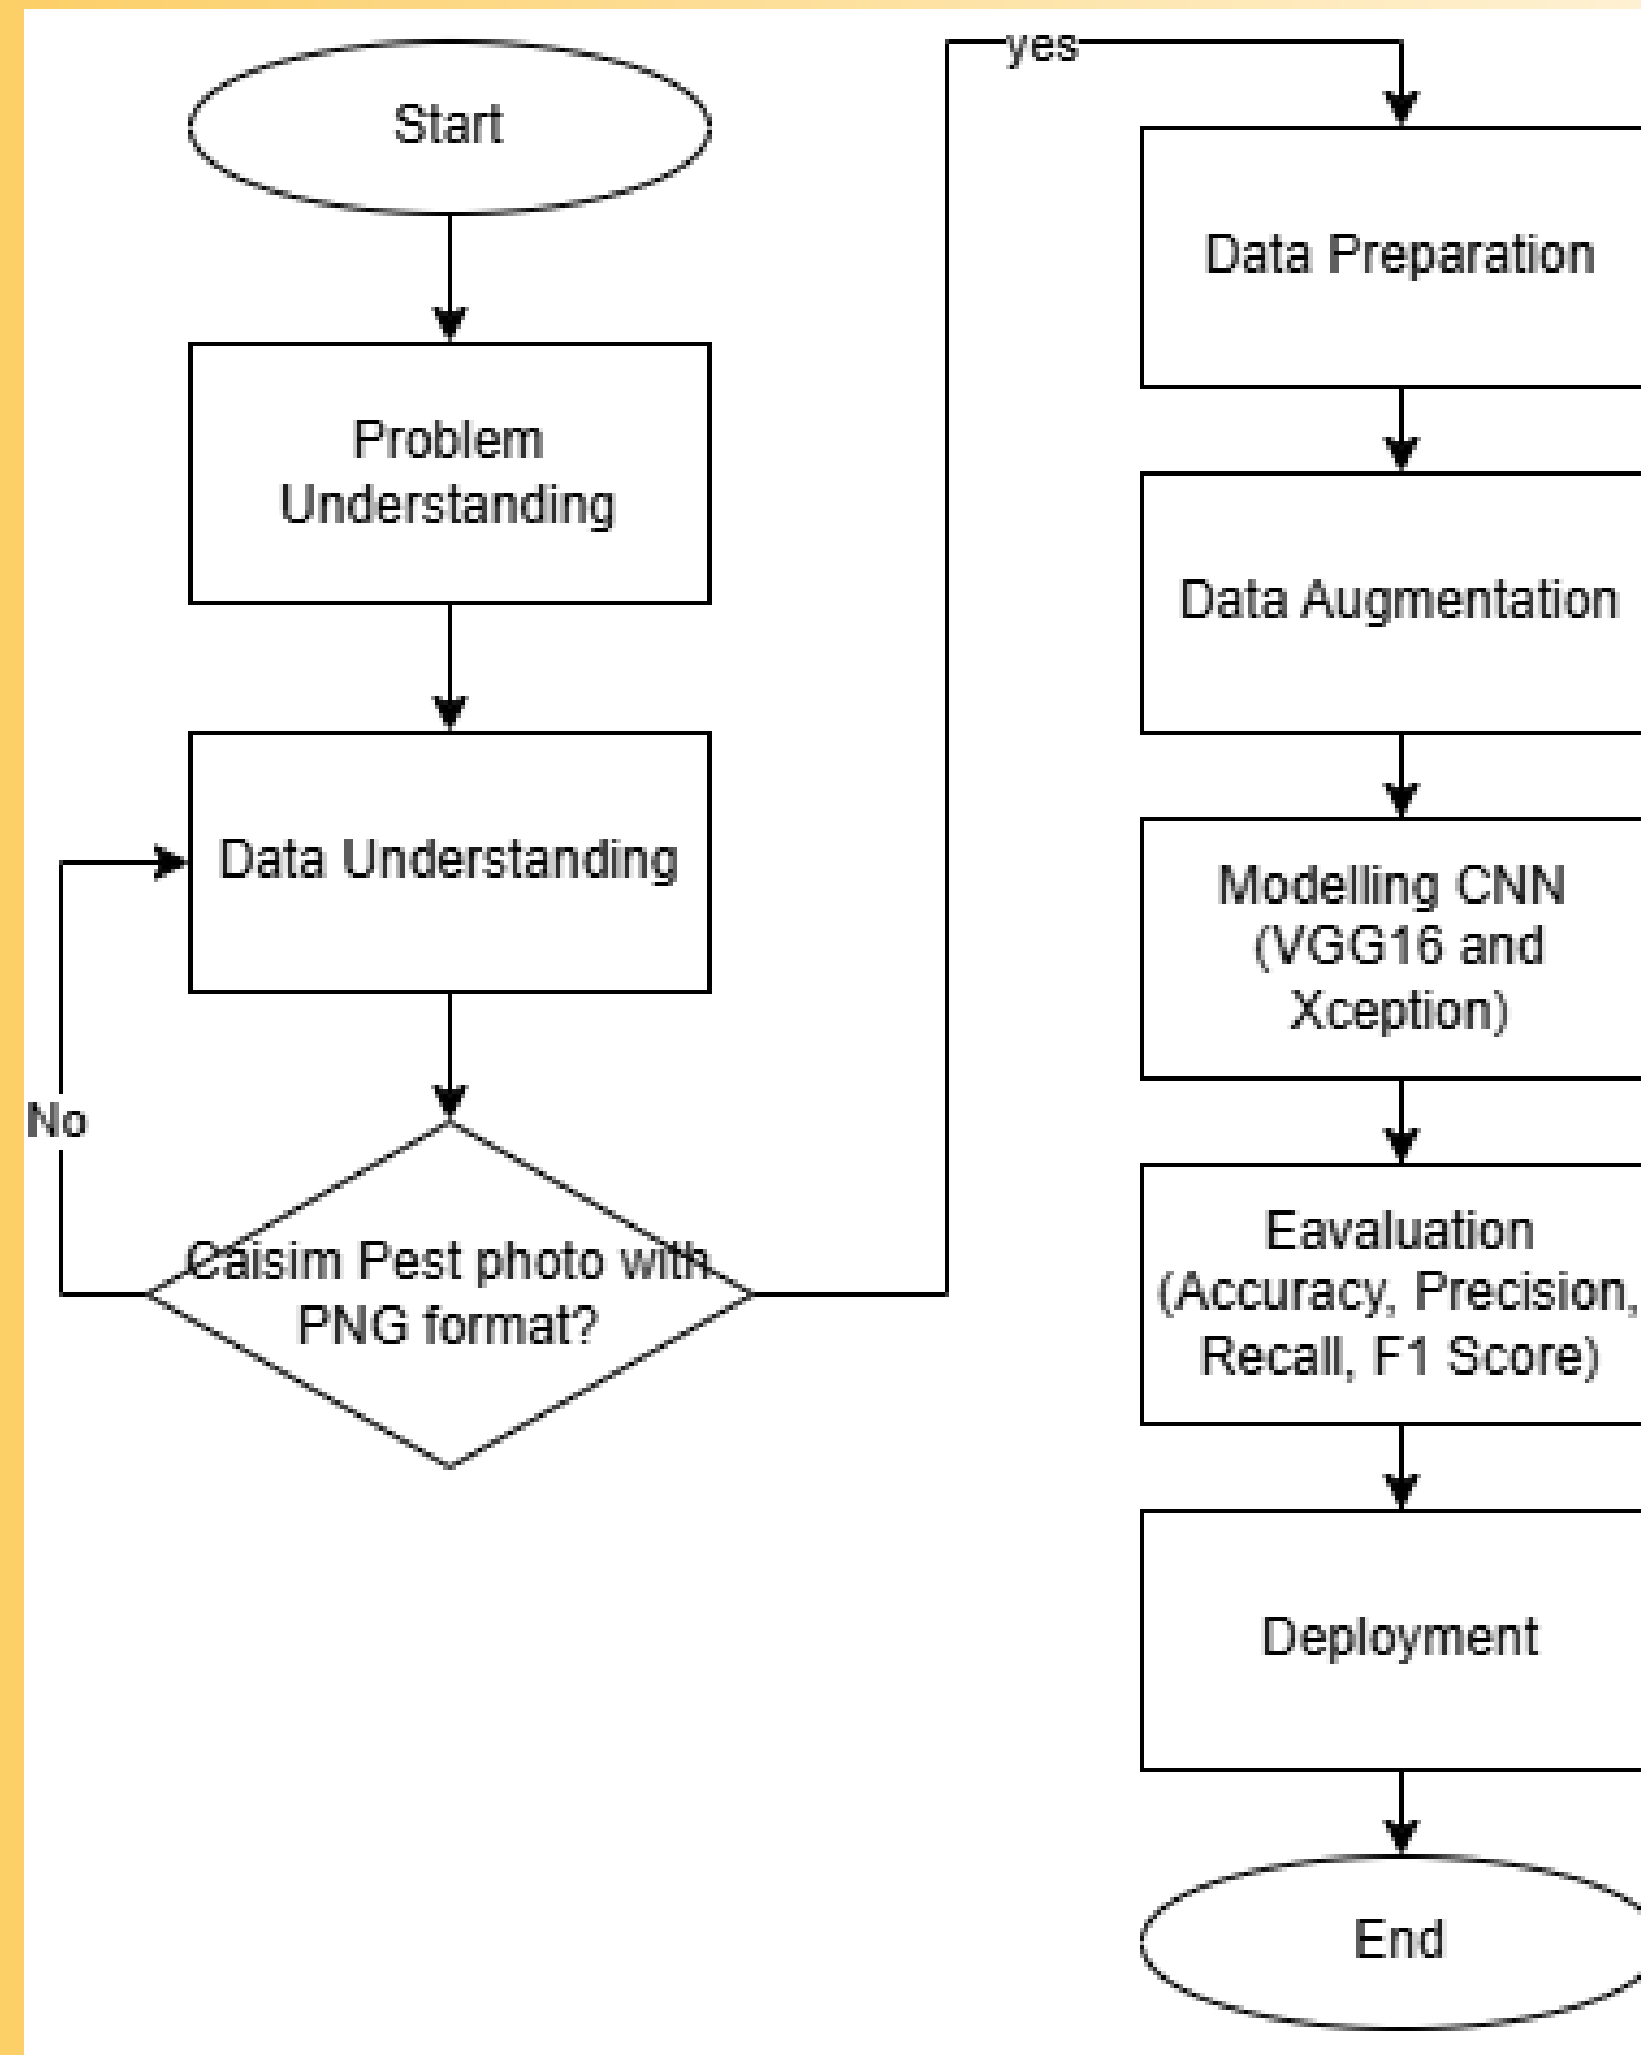 Start
Problem
Understanding
Data Understanding
No
Caisim Pest photo with
PNG format?
yes
Data Preparation
Data Augmentation
Modelling CNN
(VGG16 and
Xception)
Eavaluation
(Accuracy, Precision,
Recall, F1 Score)
Deployment
End